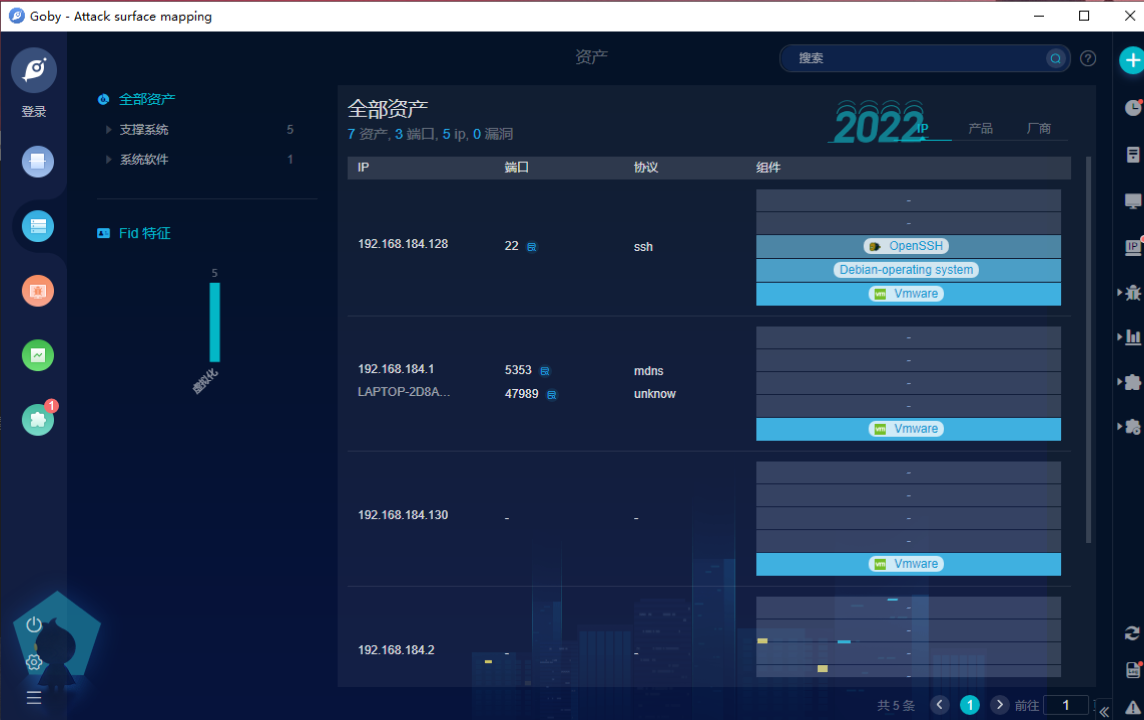 Goby - Attack surface mapping
资产
搜索
登录
全部资产
支撑系统 5
系统软件 1
Fid 特征
5
虚拟化
1
全部资产
7 资产, 3 端口, 5 ip, 0 漏洞
2022
IP 产品 厂商
IP 端口 协议 组件
-
-
192.168.184.128 22 ssh OpenSSH
Debian-operating system
Vmware
-
-
192.168.184.1 5353 mdns -
LAPTOP-2D8A... 47989 unknow -
Vmware
-
-
192.168.184.130 - - -
-
Vmware
-
-
192.168.184.2 - - -
共 5 条 1 前往 1
IP